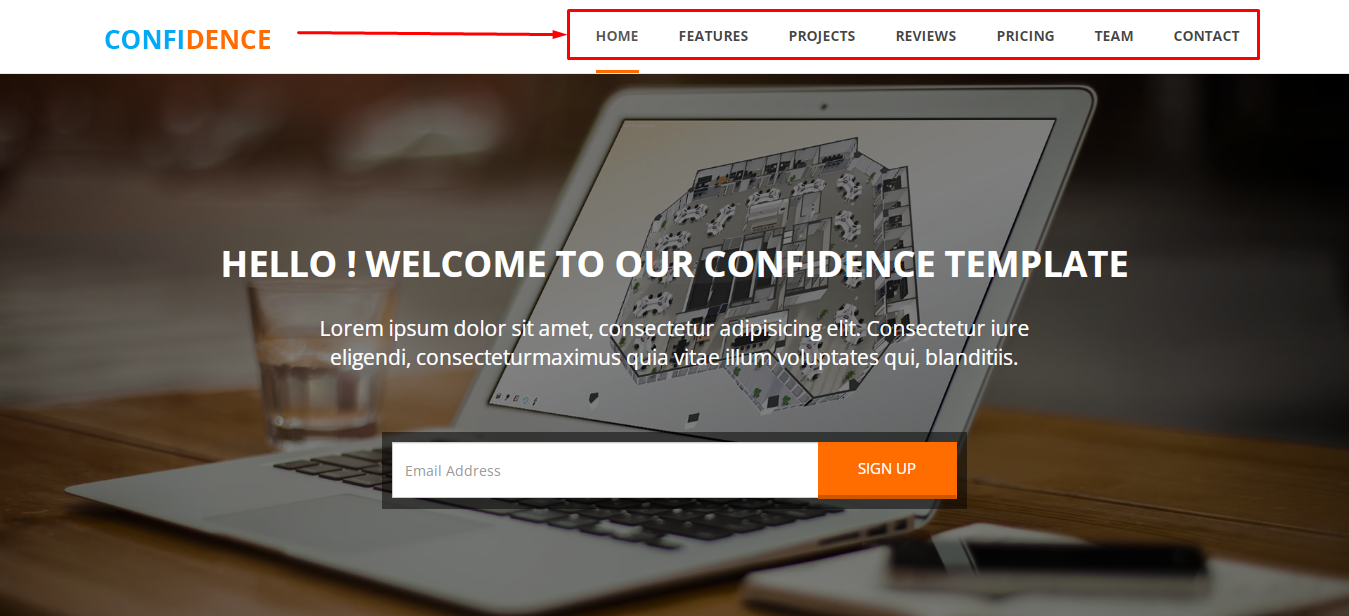 CONFIDENCE
HOME FEATURES PROJECTS REVIEWS PRICING TEAM CONTACT
HELLO ! WELCOME TO OUR CONFIDENCE TEMPLATE
Lorem ipsum dolor sit amet, consectetur adipisicing elit. Consectetur iure
eligendi, consecteturmaximus quia vitae illum voluptates qui, blanditiis.
Email Address SIGN UP